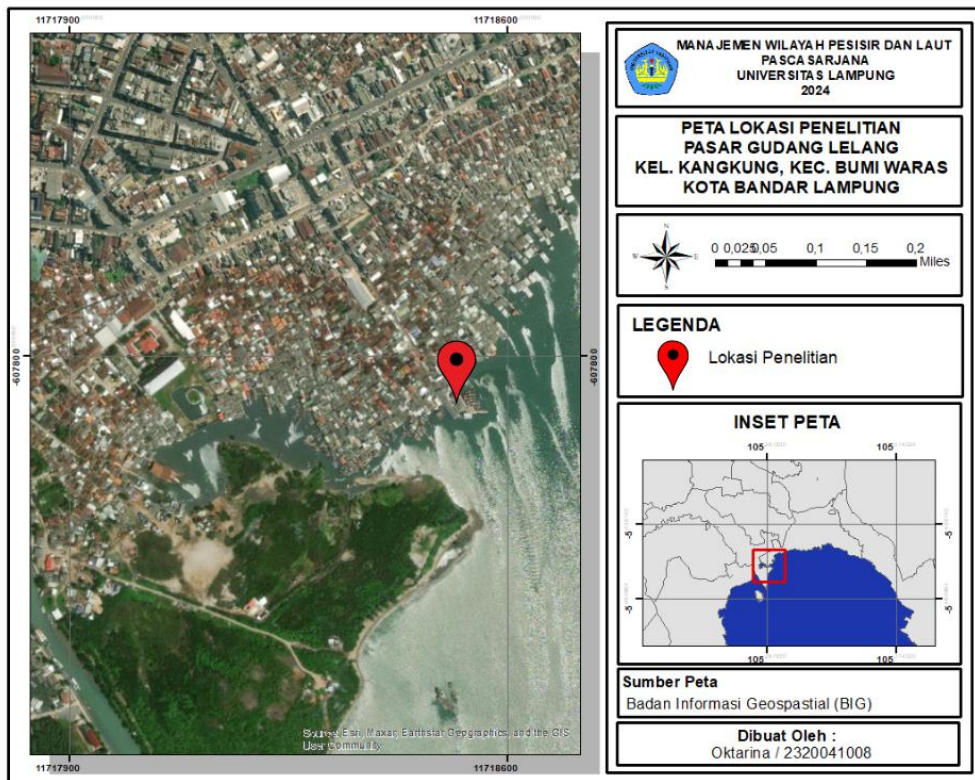 11717900
11718600
-607800
-607800
Source: Esri, Maxar, Earthstar Geographics, and the GIS
User Community
11717900
11718600
MANAJEMEN WILAYAH PESISIR DAN LAUT
PASCA SARJANA
UNIVERSITAS LAMPUNG
2024
PETA LOKASI PENELITIAN
PASAR GUDANG LELANG
KEL. KANGKUNG, KEC. BUMI WARAS
KOTA BANDAR LAMPUNG
N
W
E
S
0 0,025 0,05 0,1 0,15 0,2
Miles
LEGENDA
Lokasi Penelitian
INSET PETA
105
105
-5
-5
-5
-5
105
105
Sumber Peta
Badan Informasi Geospastial (BIG)
Dibuat Oleh :
Oktarina / 2320041008